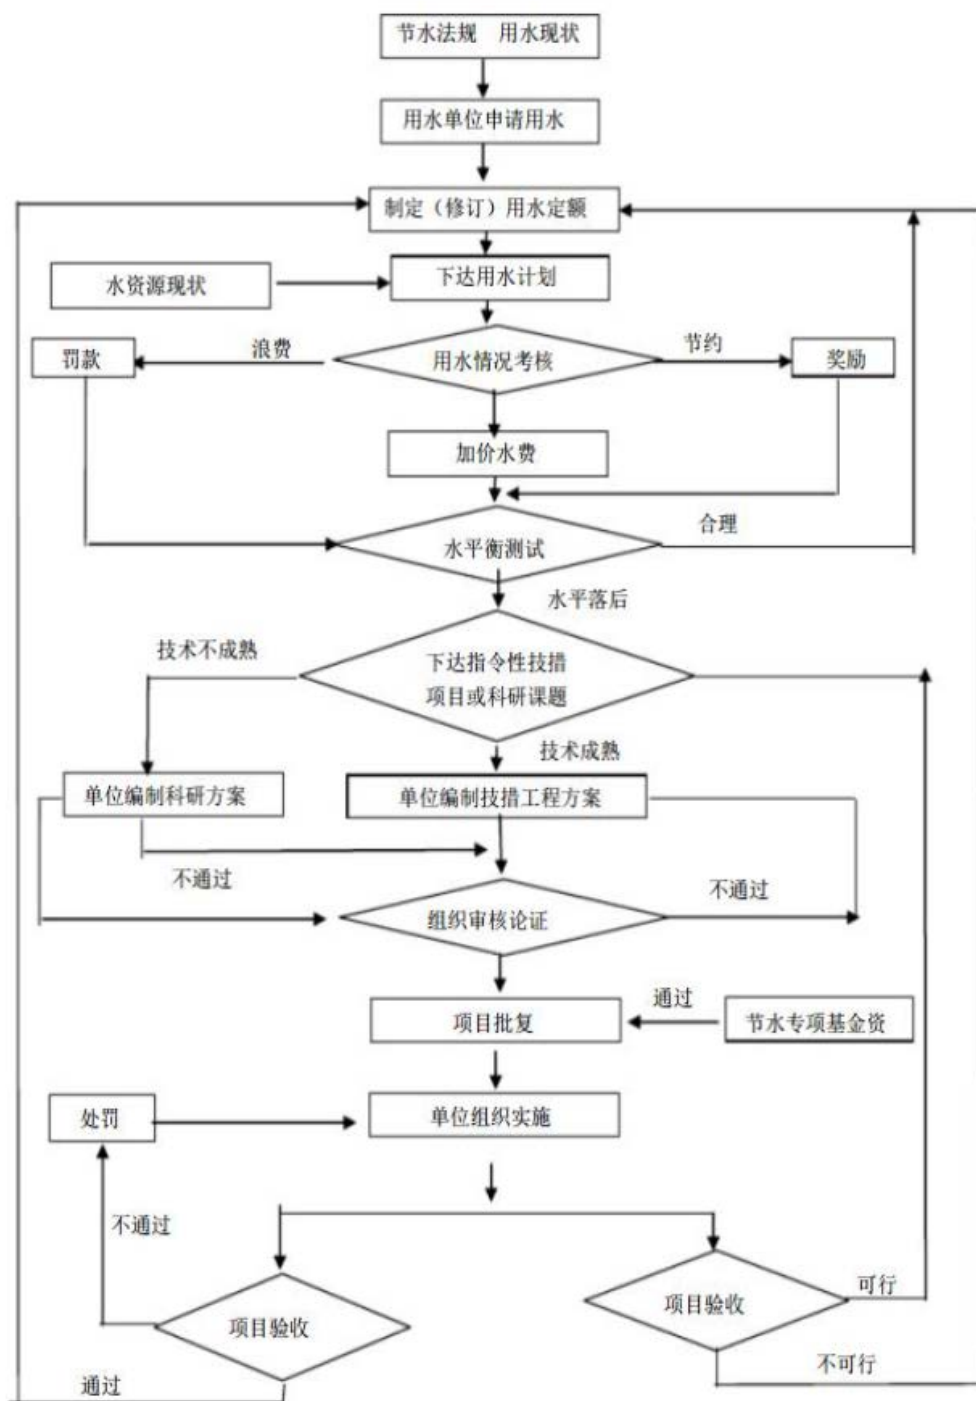 节水法规 用水现状
用水单位申请用水
制定（修订）用水定额
水资源现状
下达用水计划
罚款
浪费
用水情况考核
节约
奖励
加价水费
水平衡测试
合理
水平落后
技术不成熟
下达指令性技措
项目或科研课题
技术成熟
单位编制科研方案
单位编制技措工程方案
不通过
组织审核论证
不通过
项目批复
通过
节水专项基金资
处罚
单位组织实施
不通过
项目验收
项目验收
可行
通过
不可行